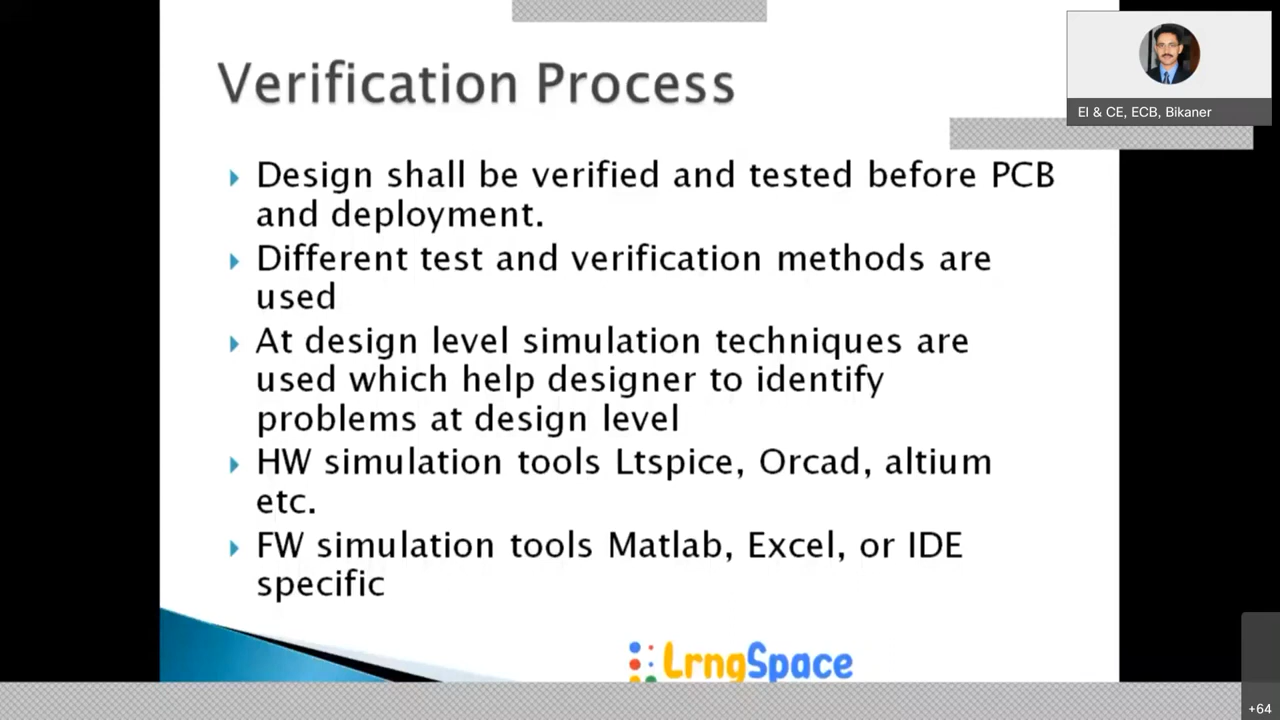 Verification Process
EI & CE, ECB, Bikaner
Design shall be verified and tested before PCB
and deployment.
Different test and verification methods are
used
At design level simulation techniques are
used which help designer to identify
problems at design level
HW simulation tools Ltspice, Orcad, altium
etc.
FW simulation tools Matlab, Excel, or IDE
specific
LrngSpace
+64